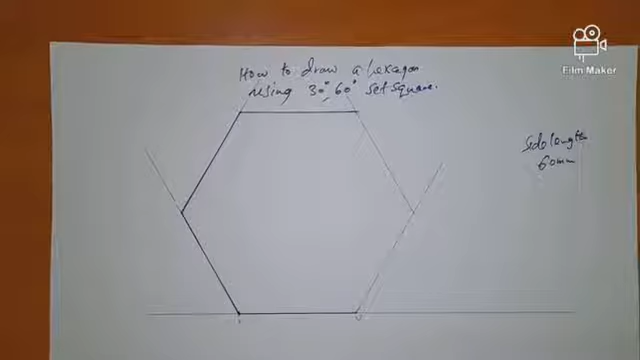 How to draw a hexagon
using 30°, 60° set square.
side length
60mm
Film Maker